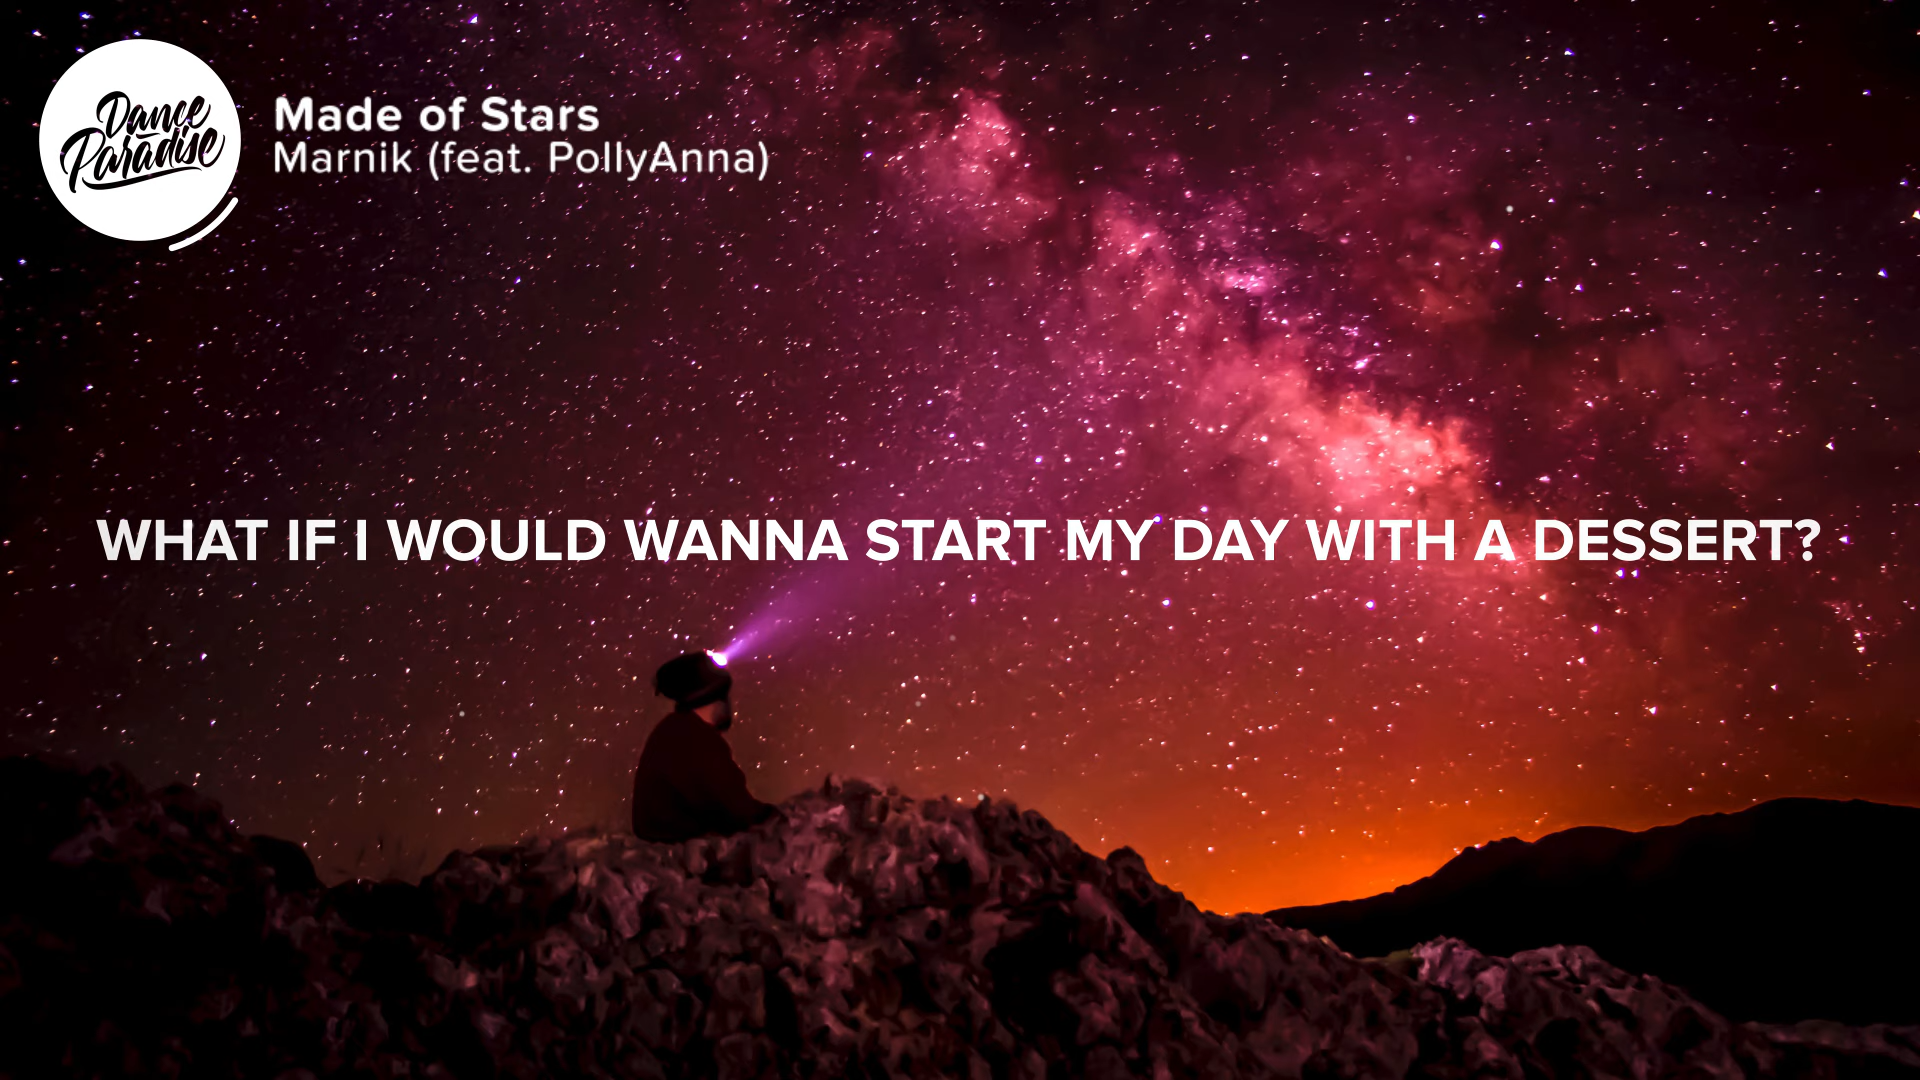 Dance
Paradise
Made of Stars
Marnik (feat. PollyAnna)
WHAT IF I WOULD WANNA START MY DAY WITH A DESSERT?